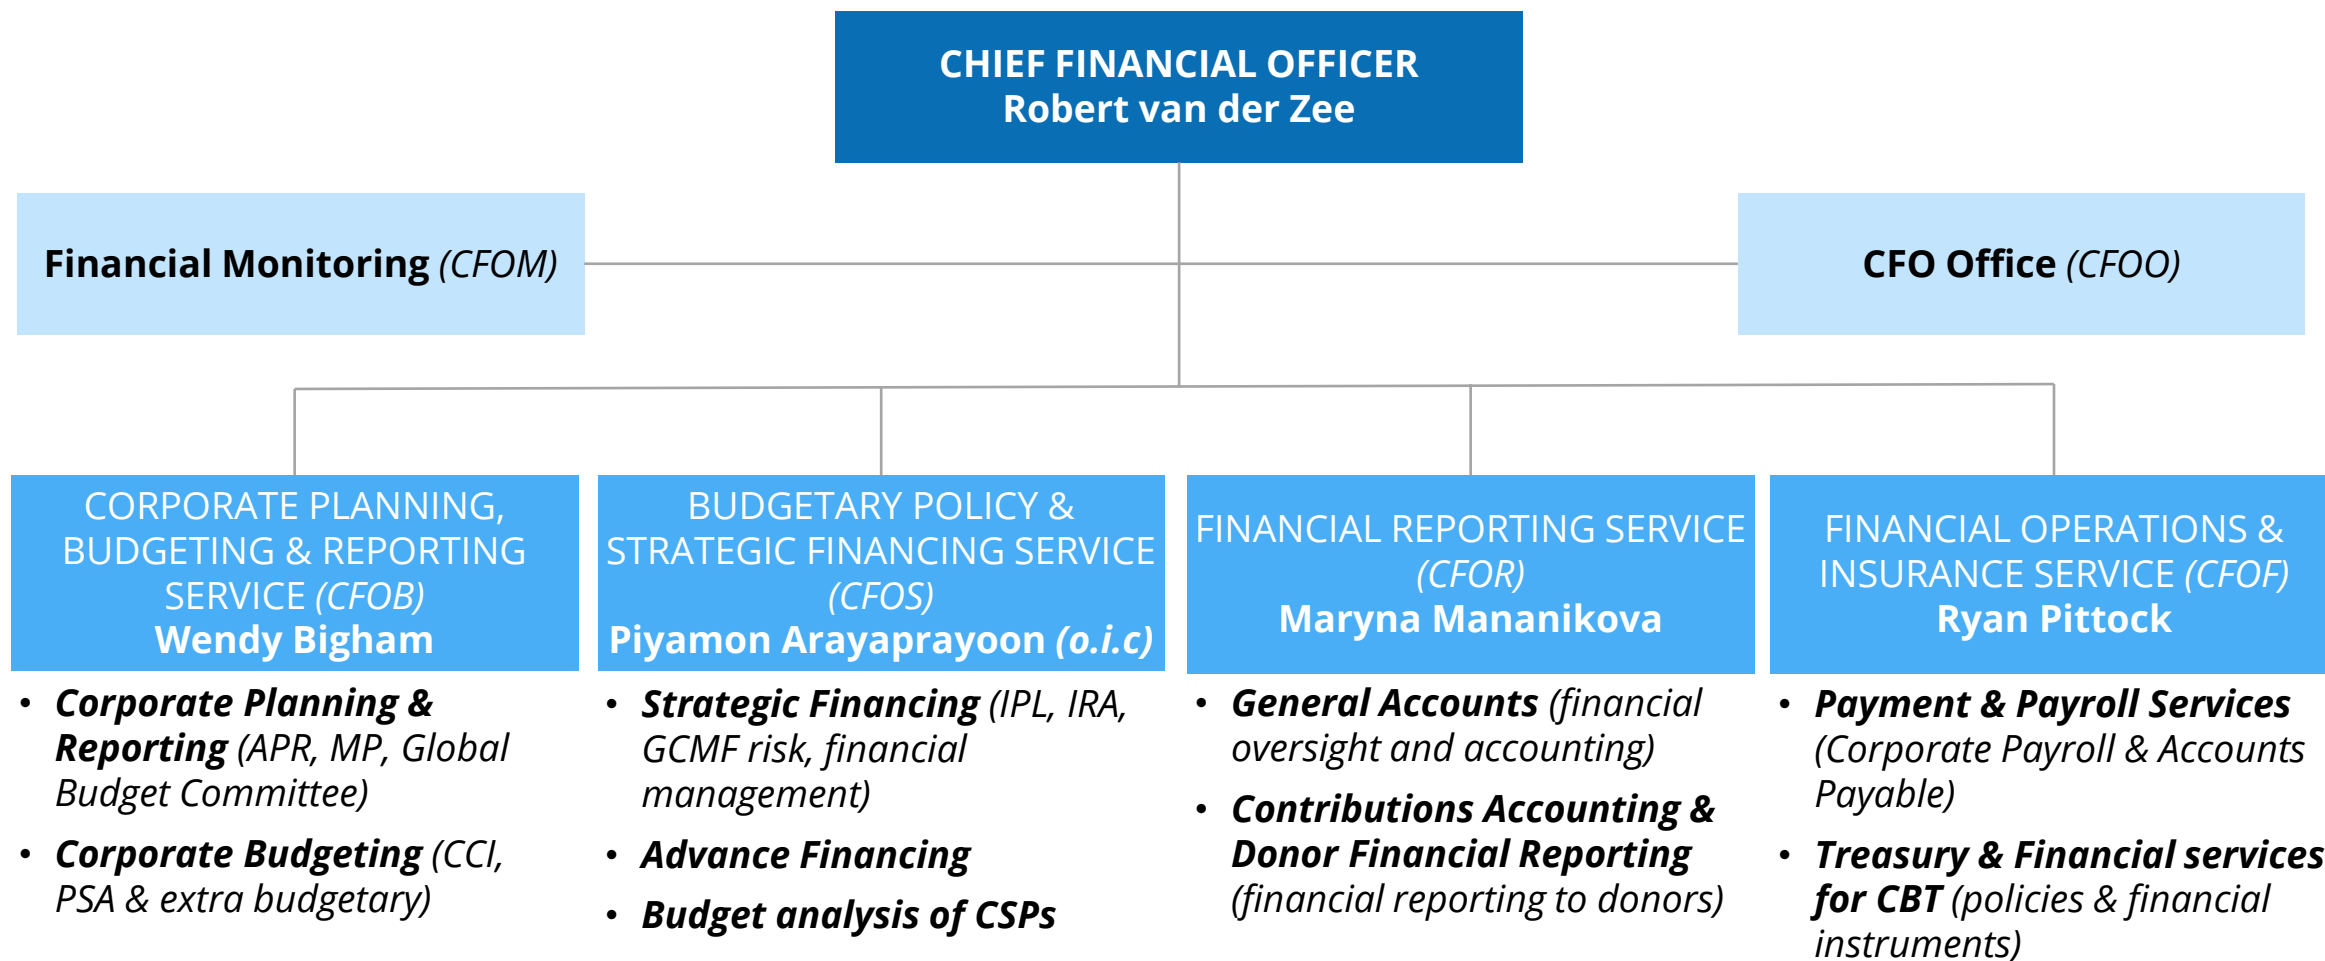 CHIEF FINANCIAL OFFICER
Robert van der Zee
Financial Monitoring (CFOM)
CFO Office (CFOO)
CORPORATE PLANNING,
BUDGETING & REPORTING
SERVICE (CFOB)
Wendy Bigham
• Corporate Planning &
Reporting (APR, MP, Global
Budget Committee)
• Corporate Budgeting (CCI,
PSA & extra budgetary)
BUDGETARY POLICY &
STRATEGIC FINANCING SERVICE
(CFOS)
Piyamon Arayaprayoon (o.i.c)
• Strategic Financing (IPL, IRA,
GCMF risk, financial
management)
• Advance Financing
• Budget analysis of CSPs
FINANCIAL REPORTING SERVICE
(CFOR)
Maryna Mananikova
• General Accounts (financial
oversight and accounting)
• Contributions Accounting &
Donor Financial Reporting
(financial reporting to donors)
FINANCIAL OPERATIONS &
INSURANCE SERVICE (CFOF)
Ryan Pittock
• Payment & Payroll Services
(Corporate Payroll & Accounts
Payable)
• Treasury & Financial services
for CBT (policies & financial
instruments)